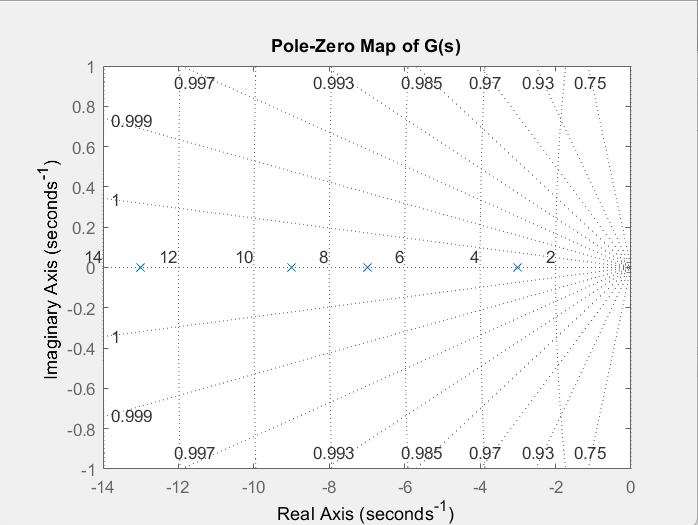 Pole-Zero Map of G(s)
1
0.997 0.993 0.985 0.97 0.93 0.75
0.8
0.999
0.6
0.4
1
0.2
14 12 10 8 6 4 2
0
-0.2
1
-0.4
-0.6
0.999
-0.8
0.997 0.993 0.985 0.97 0.93 0.75
-1
-14 -12 -10 -8 -6 -4 -2 0
Real Axis (seconds-1)
Imaginary Axis (seconds-1)